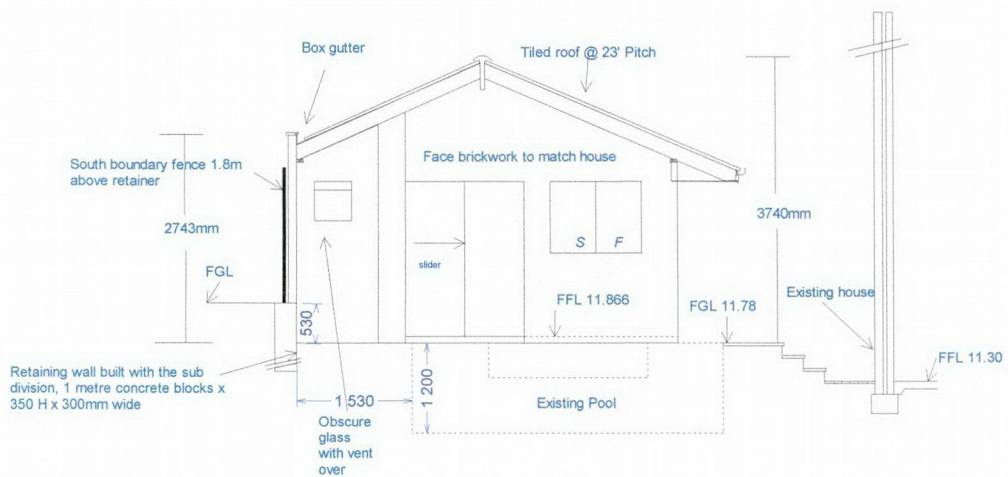 Box gutter
Tiled roof @ 23' Pitch
South boundary fence 1.8m
above retainer
Face brickwork to match house
2743mm
3740mm
S
F
slider
FGL
FFL 11.866
FGL 11.78
Existing house
530
FFL 11.30
Retaining wall built with the sub
division, 1 metre concrete blocks x
350 H x 300mm wide
1 530
1 200
Existing Pool
Obscure
glass
with vent
over